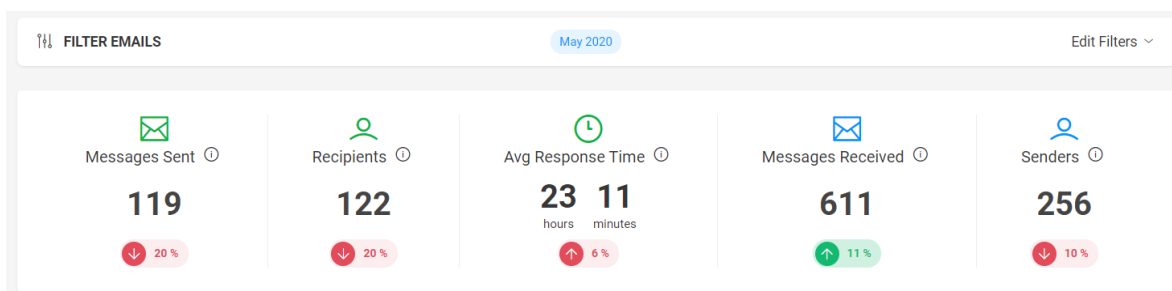 FILTER EMAILS
May 2020
Edit Filters
Messages Sent
119
20 %
Recipients
122
20 %
Avg Response Time
23 11
hours minutes
6 %
Messages Received
611
11 %
Senders
256
10 %